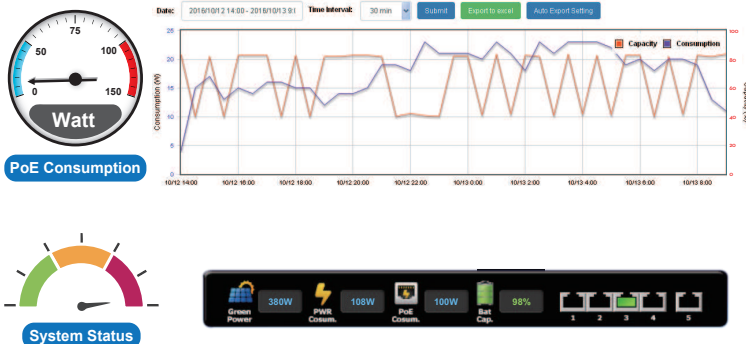 Date: 2016/10/12 14:00 - 2016/10/13 9:( Time Interval: 30 min Submit Export to excel Auto Export Setting
75
50 100
0 150
Watt
PoE Consumption
Capacity Consumption
Consumption (W)
25
20
15
10
5
0
100
80
60
40
20
0
10/12 14:00 10/12 16:00 10/12 18:00 10/12 20:00 10/12 22:00 10/13 0:00 10/13 2:00 10/13 4:00 10/13 6:00 10/13 8:00
System Status
Green Power 380W
PWR Cosum. 108W
PoE Cosum. 100W
Bat Cap. 98%
1 2 3 4 5